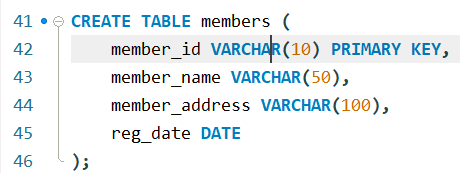 41 CREATE TABLE members (
42 member_id VARCHAR(10) PRIMARY KEY,
43 member_name VARCHAR(50),
44 member_address VARCHAR(100),
45 reg_date DATE
46 );